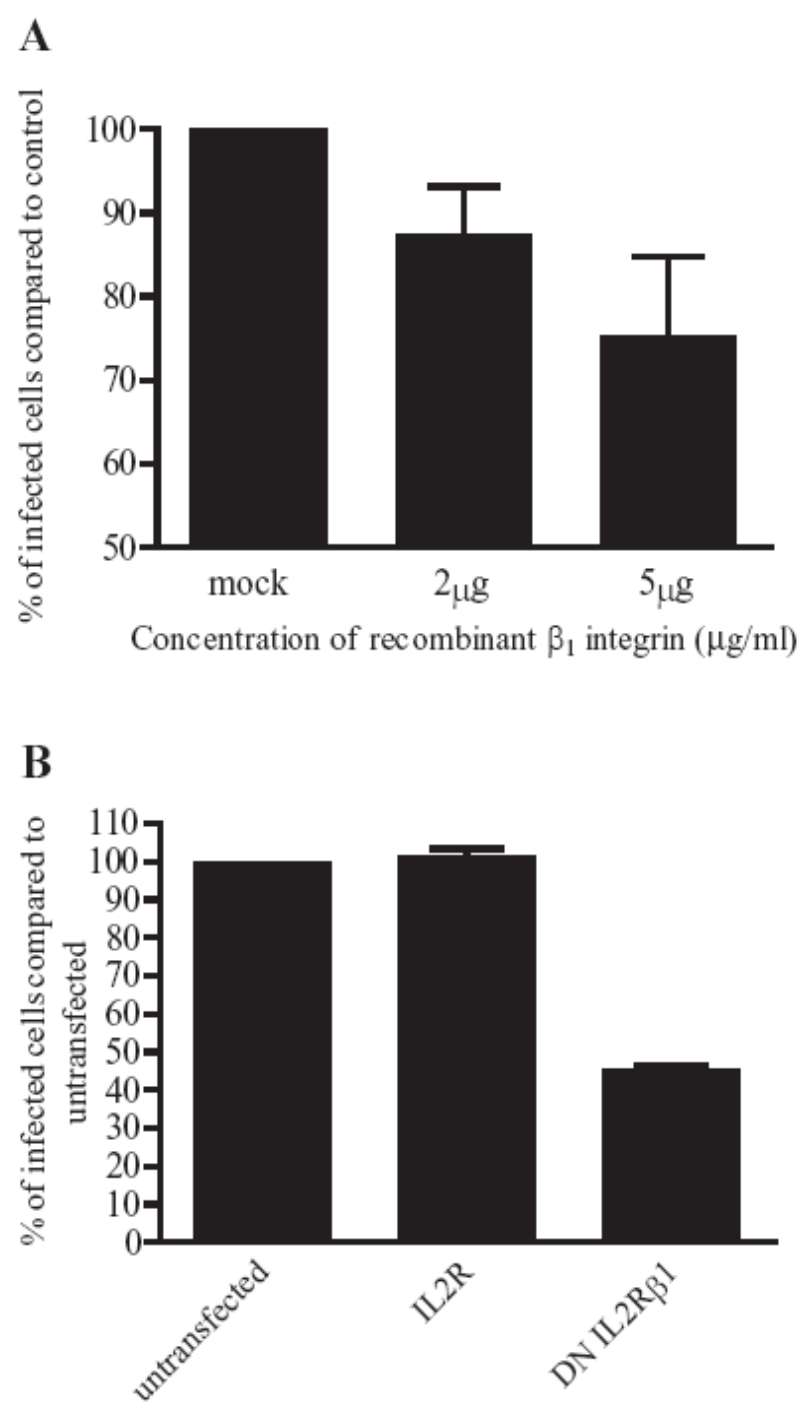 A
% of infected cells compared to control
100
90
80
70
60
50
mock 2μg 5μg
Concentration of recombinant β1 integrin (μg/ml)
B
% of infected cells compared to
untransfected
110
100
90
80
70
60
50
40
30
20
10
0
untransfected
IL2R
DN IL2Rβ1